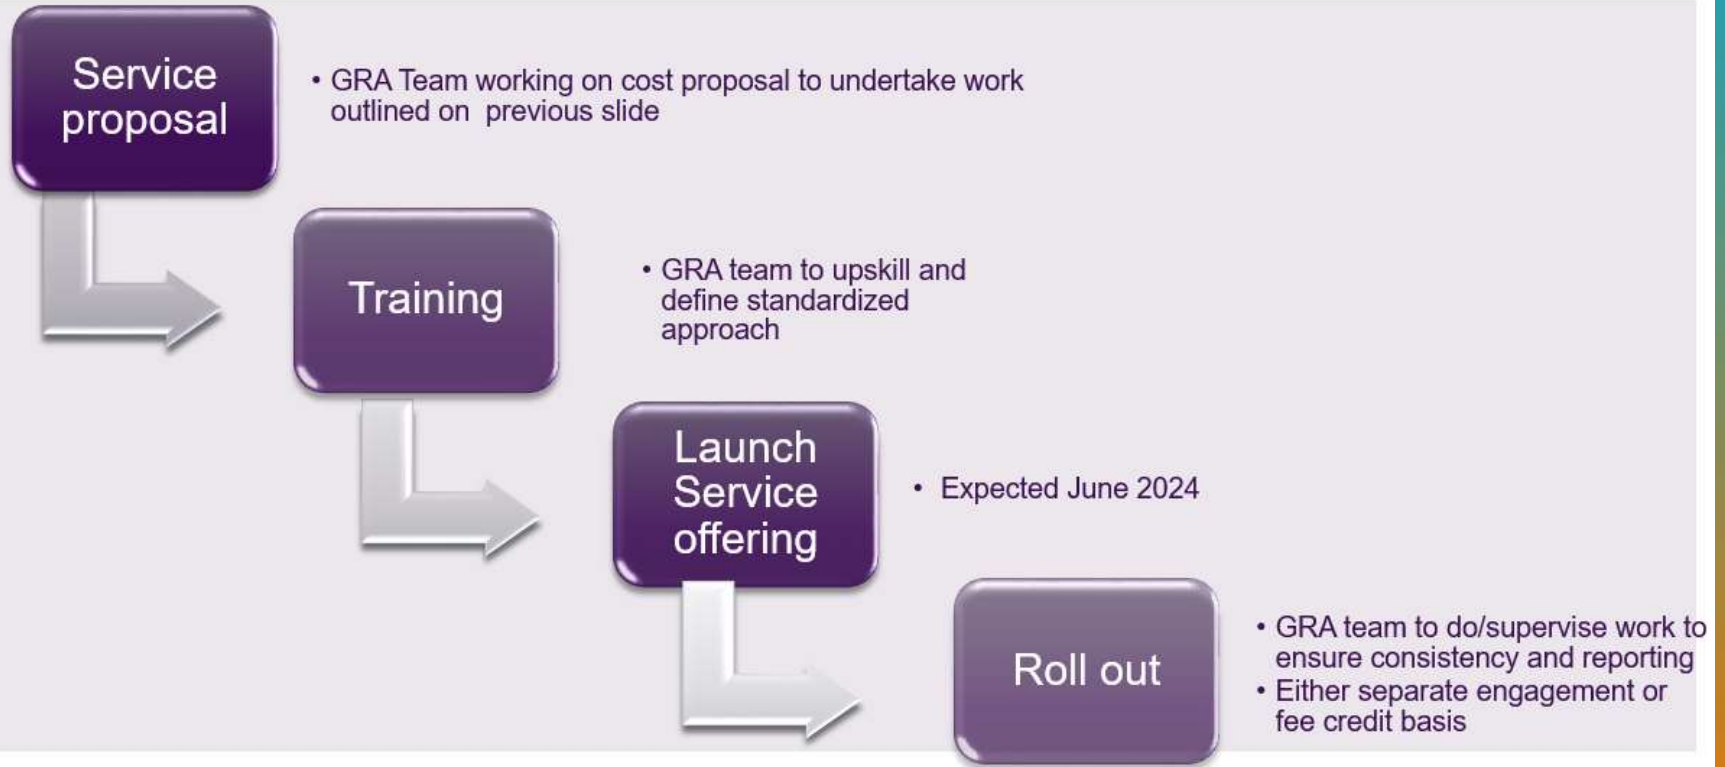 Service
proposal
• GRA Team working on cost proposal to undertake work
outlined on  previous slide
Training
• GRA team to upskill and
define standardized
approach
Launch
Service
offering
• Expected June 2024
Roll out
• GRA team to do/supervise work to
ensure consistency and reporting
• Either separate engagement or
fee credit basis